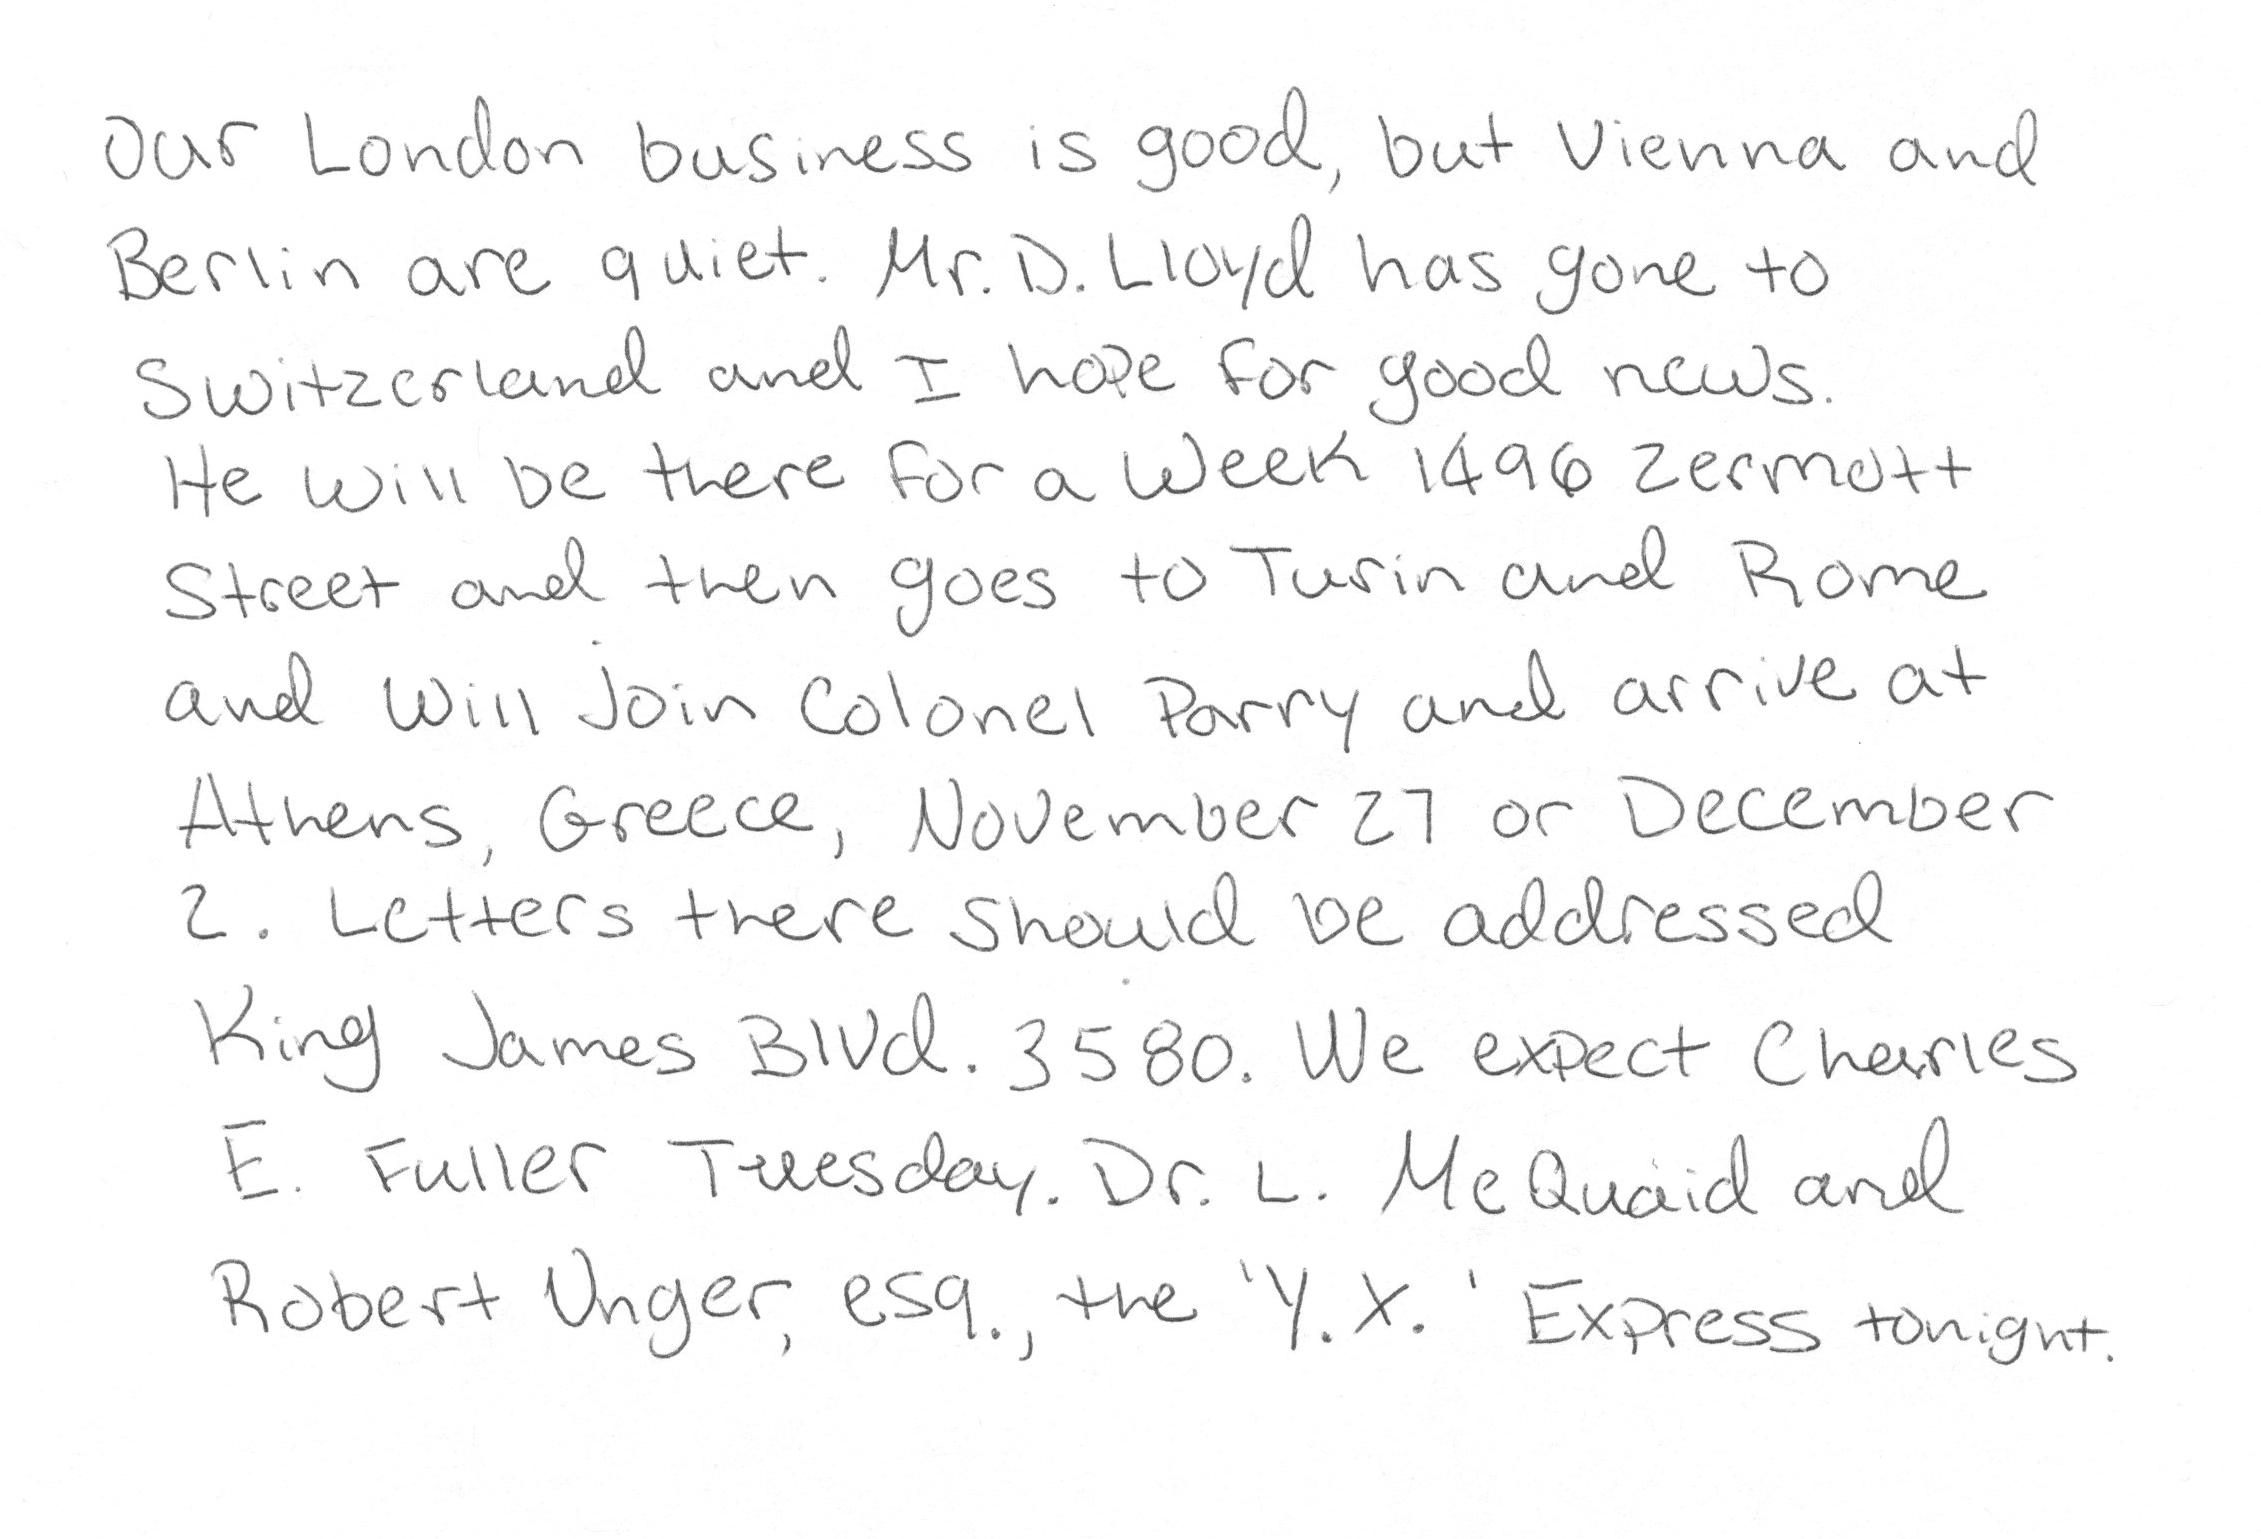 Our London business is good, but Vienna and
Berlin are quiet. Mr. D. Lloyd has gone to
Switzerland and I hope for good news.
He will be there for a week 1496 Zermott
Street and then goes to Turin and Rome
and will join Colonel Parry and arrive at
Athens, Greece, November 27 or December
2. Letters there should be addressed
King James Blvd. 3580. We expect Charles
E. Fuller Tuesday. Dr. L. McQuaid and
Robert Unger, esq., the 'Y.X.' Express tonight.